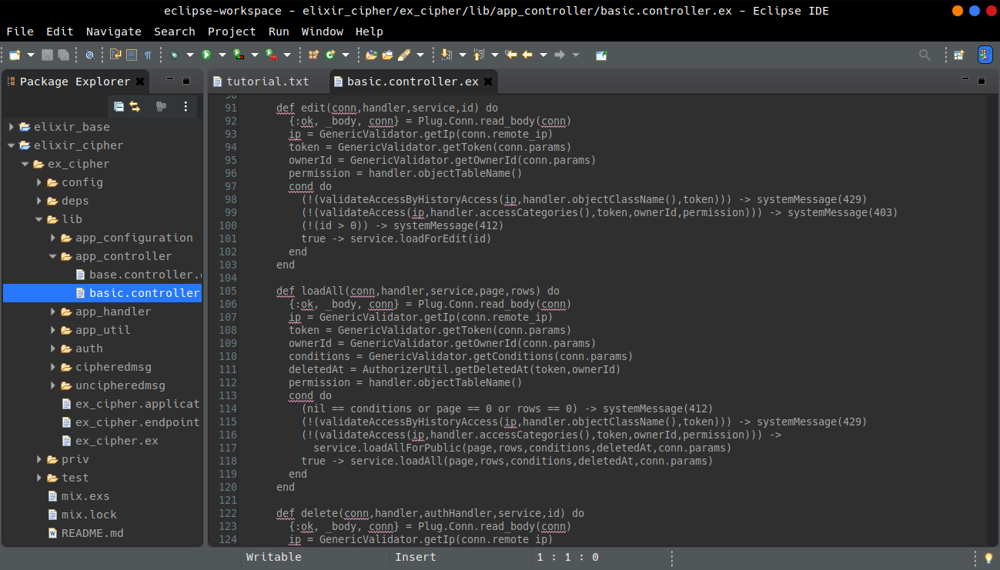 eclipse-workspace - elixir_cipher/ex_cipher/lib/app_controller/basic.controller.ex - Eclipse IDE
File Edit Navigate Search Project Run Window Help
Package Explorer
elixir_base
elixir_cipher
ex_cipher
config
deps
lib
app_configuration
app_controller
base.controller.
basic.controller
app_handler
app_util
auth
cipheredmsg
uncipheredmsg
ex_cipher.applicat
ex_cipher.endpoint
ex_cipher.ex
priv
test
mix.exs
mix.lock
README.md
tutorial.txt
basic.controller.ex
90
91 def edit(conn,handler,service,id) do
92 {:ok, _body, conn} = Plug.Conn.read_body(conn)
93 ip = GenericValidator.getIp(conn.remote_ip)
94 token = GenericValidator.getToken(conn.params)
95 ownerId = GenericValidator.getOwnerId(conn.params)
96 permission = handler.objectTableName()
97 cond do
98 (!(validateAccessByHistoryAccess(ip,handler.objectClassName(),token))) -> systemMessage(429)
99 (!(validateAccess(ip,handler.accessCategories(),token,ownerId,permission))) -> systemMessage(403)
100 (!(id > 0)) -> systemMessage(412)
101 true -> service.loadForEdit(id)
102 end
103 end
104
105 def loadAll(conn,handler,service,page,rows) do
106 {:ok, _body, conn} = Plug.Conn.read_body(conn)
107 ip = GenericValidator.getIp(conn.remote_ip)
108 token = GenericValidator.getToken(conn.params)
109 ownerId = GenericValidator.getOwnerId(conn.params)
110 conditions = GenericValidator.getConditions(conn.params)
111 deletedAt = AuthorizerUtil.getDeletedAt(token,ownerId)
112 permission = handler.objectTableName()
113 cond do
114 (nil == conditions or page == 0 or rows == 0) -> systemMessage(412)
115 (!(validateAccessByHistoryAccess(ip,handler.objectClassName(),token))) -> systemMessage(429)
116 (!(validateAccess(ip,handler.accessCategories(),token,ownerId,permission))) ->
117 service.loadAllForPublic(page,rows,conditions,deletedAt,conn.params)
118 true -> service.loadAll(page,rows,conditions,deletedAt,conn.params)
119 end
120 end
121
122 def delete(conn,handler,authHandler,service,id) do
123 {:ok, _body, conn} = Plug.Conn.read_body(conn)
124 ip = GenericValidator.getIp(conn.remote_ip)
Writable Insert 1 : 1 : 0